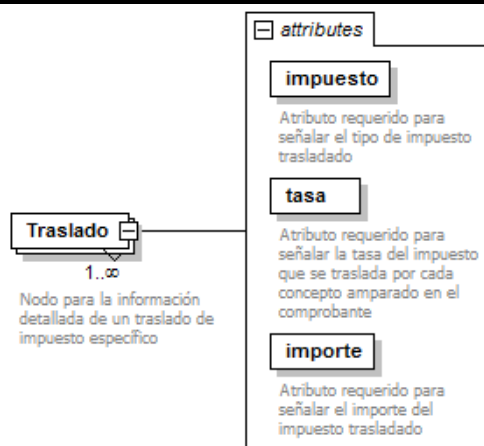 attributes
impuesto
Atributo requerido para
señalar el tipo de impuesto
trasladado
tasa
Atributo requerido para
señalar la tasa del impuesto
que se traslada por cada
concepto amparado en el
comprobante
Traslado
1..∞
Nodo para la información
detallada de un traslado de
impuesto específico
importe
Atributo requerido para
señalar el importe del
impuesto trasladado